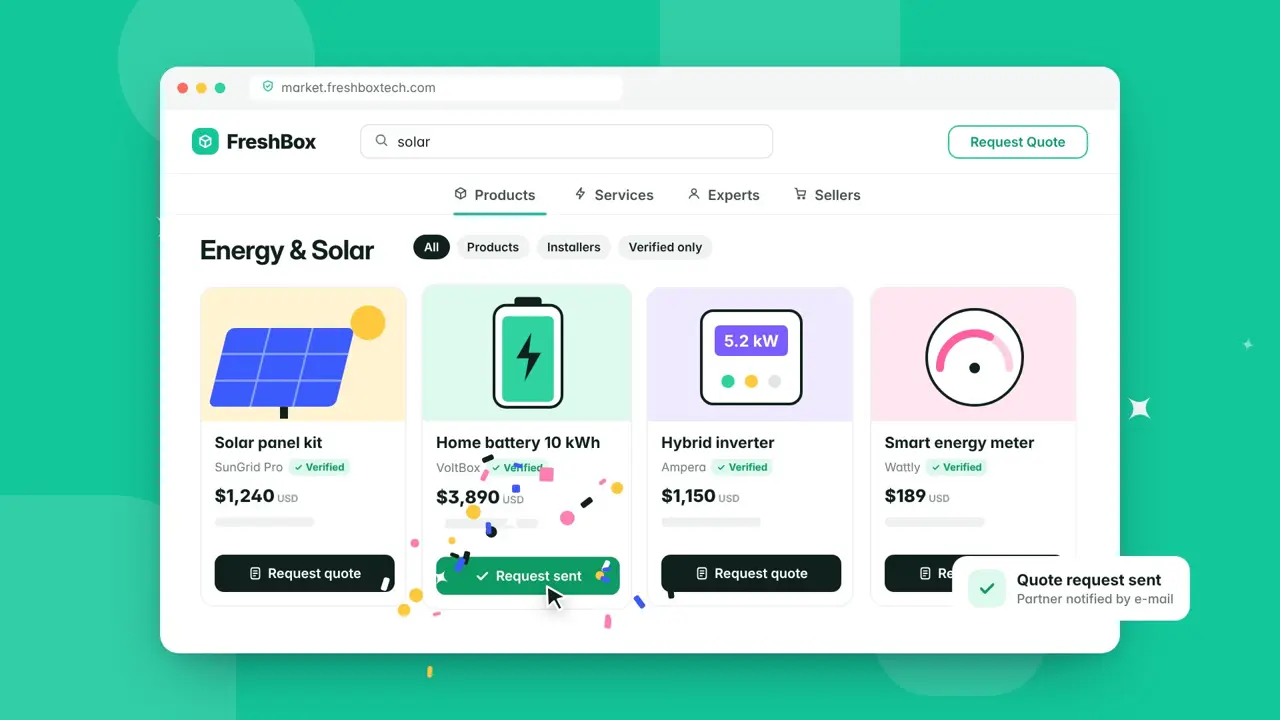 market.freshboxtech.com
FreshBox
solar
Request Quote
Products
Services
Experts
Sellers
Energy & Solar
All
Products
Installers
Verified only
5.2 kW
Solar panel kit
SunGrid Pro
Verified
$1,240 USD
Request quote
Home battery 10 kWh
VoltBox
Verified
$3,890 USD
Request sent
Hybrid inverter
Ampera
Verified
$1,150 USD
Request quote
Smart energy meter
Wattly
Verified
$189 USD
Re
Quote request sent
Partner notified by e-mail